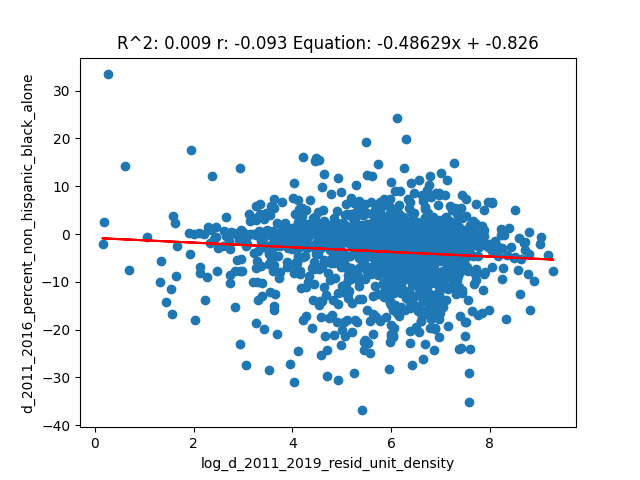 R^2: 0.009 r: -0.093 Equation: -0.48629x + -0.826
d_2011_2016_percent_non_hispanic_black_alone
30
20
10
0
−10
−20
−30
−40
0 2 4 6 8
log_d_2011_2019_resid_unit_density